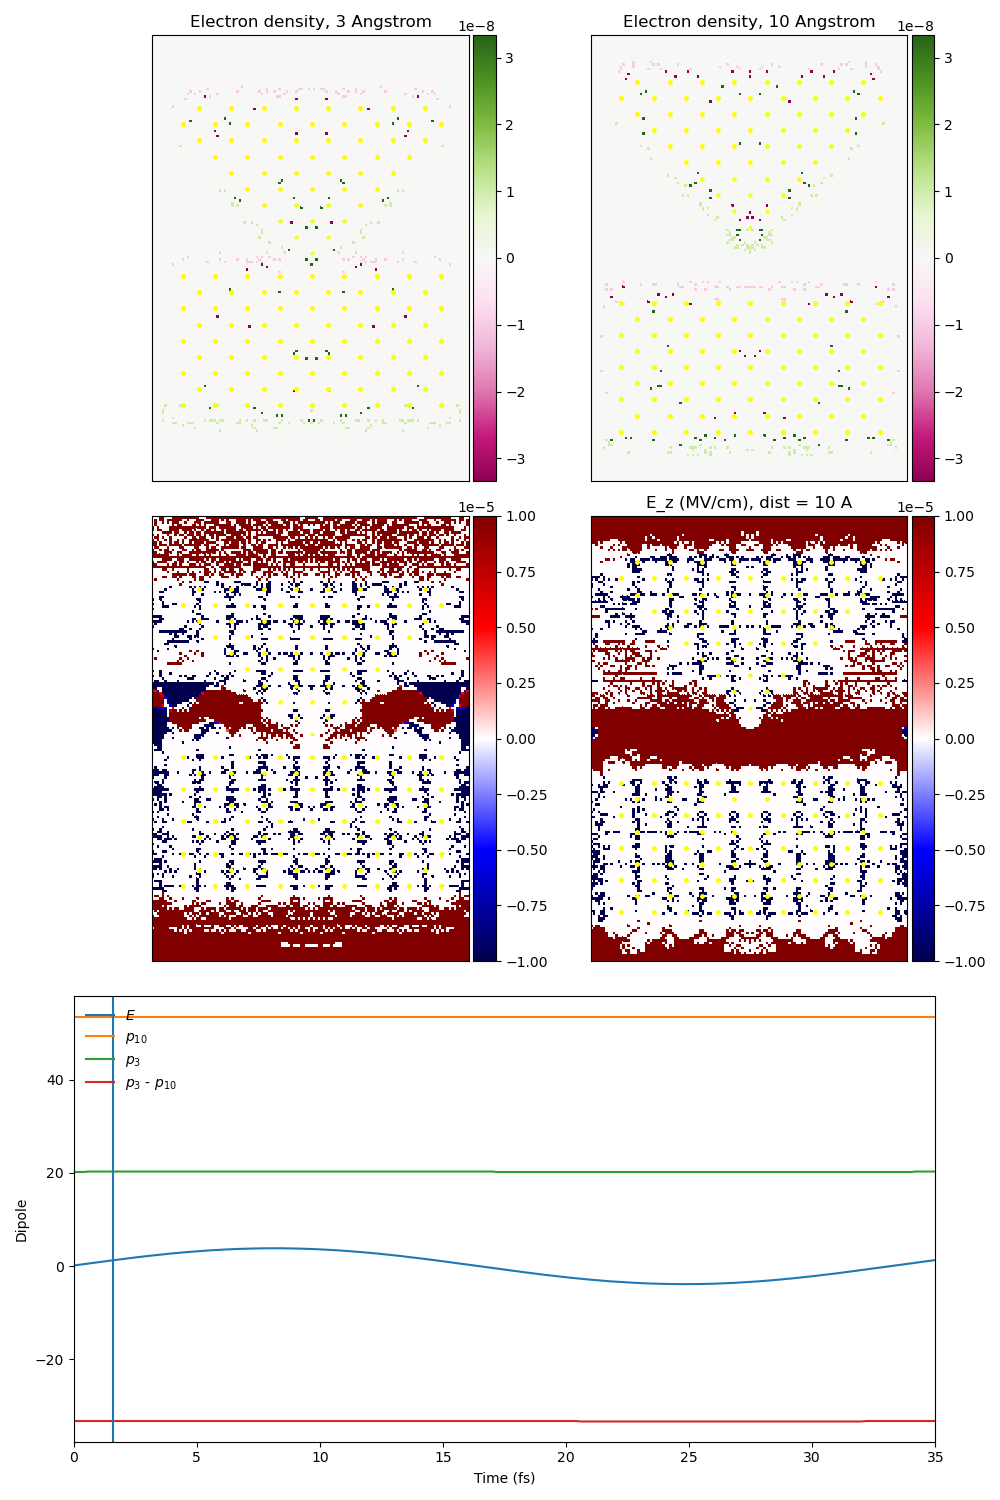 Electron density, 3 Angstrom
1e−8
3
2
1
0
−1
−2
−3
Electron density, 10 Angstrom
1e−8
3
2
1
0
−1
−2
−3
1e−5
1.00
0.75
0.50
0.25
0.00
−0.25
−0.50
−0.75
−1.00
E_z (MV/cm), dist = 10 A
1e−5
1.00
0.75
0.50
0.25
0.00
−0.25
−0.50
−0.75
−1.00
E
p10
p3
p3 - p10
40
20
0
−20
Dipole
0 5 10 15 20 25 30 35
Time (fs)